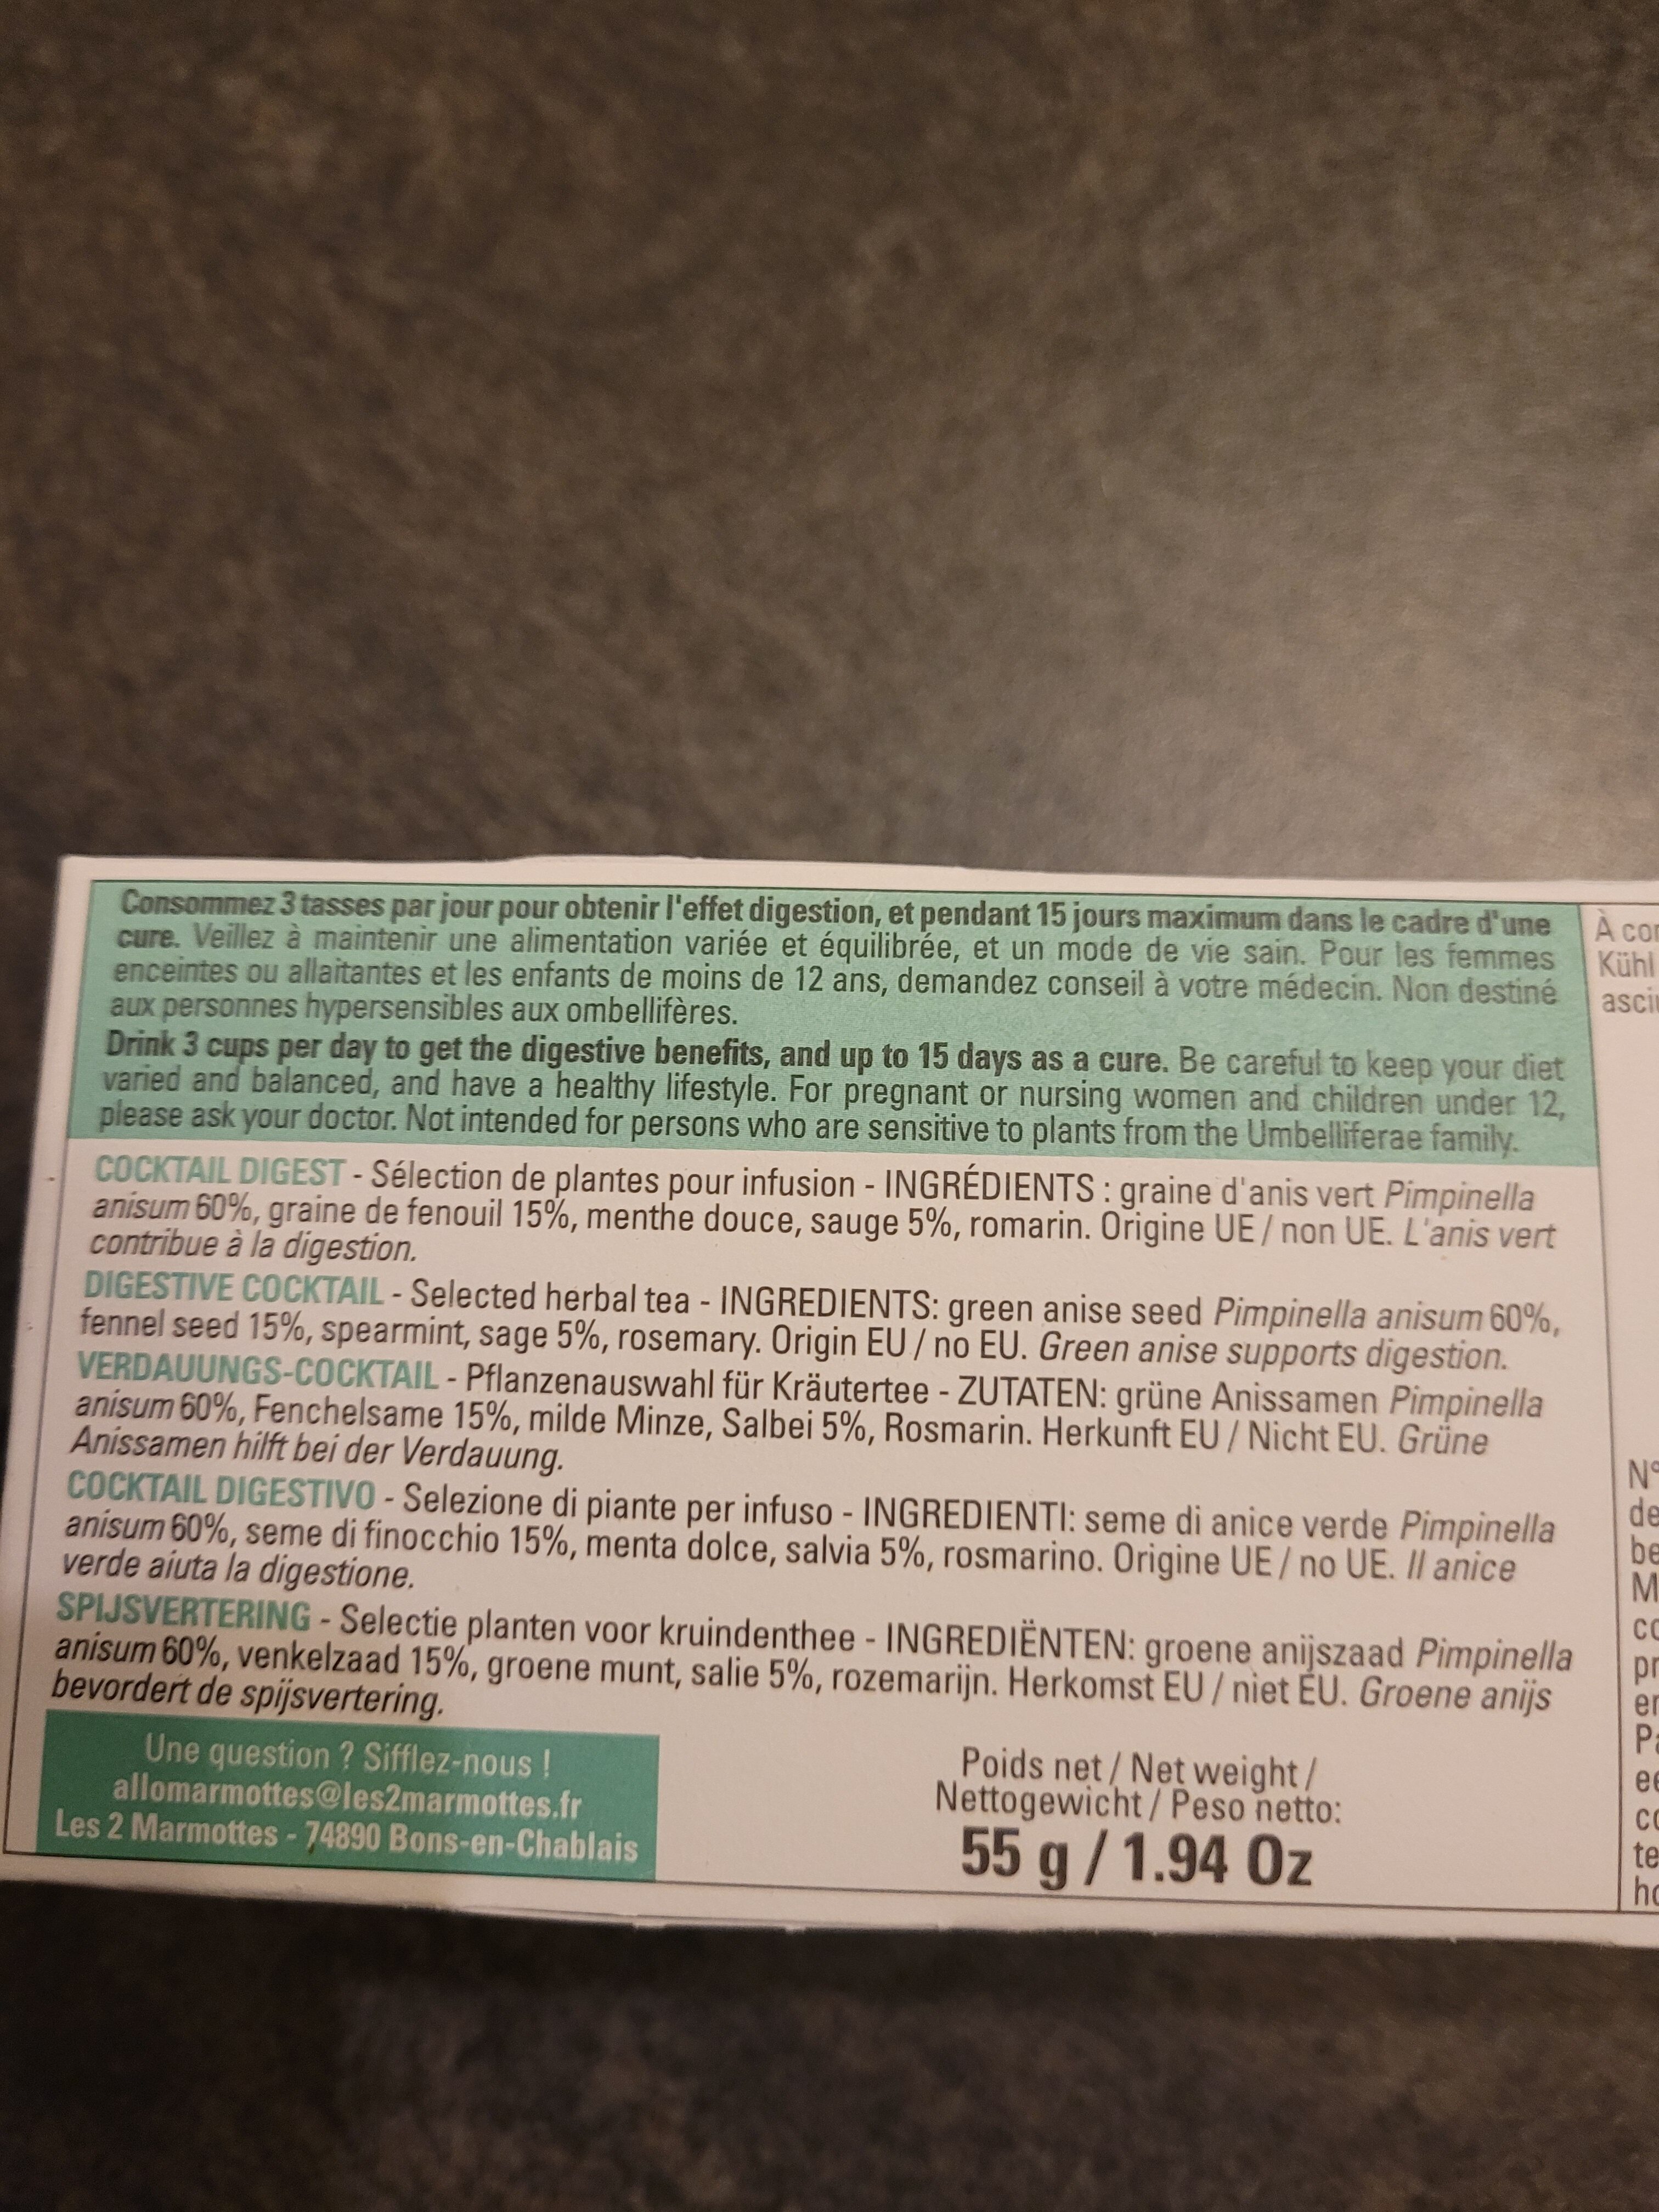 Consommez 3 tasses par jour pour obtenir l'effet digestion, et pendant 15 jours maximum dans le cadre d'une
cure. Veillez à maintenir une alimentation variée et équilibrée, et un mode de vie sain. Pour les femmes
enceintes ou allaitantes et les enfants de moins de 12 ans, demandez conseil à votre médecin. Non destiné
aux personnes hypersensibles aux ombellifères.
Drink 3 cups per day to get the digestive benefits, and up to 15 days as a cure. Be careful to keep your diet
varied and balanced, and have a healthy lifestyle. For pregnant or nursing women and children under 12,
please ask your doctor. Not intended for persons who are sensitive to plants from the Umbelliferae family.
COCKTAIL DIGEST - Sélection de plantes pour infusion - INGRÉDIENTS : graine d'anis vert Pimpinella
anisum 60%, graine de fenouil 15%, menthe douce, sauge 5%, romarin. Origine UE / non UE. L'anis vert
contribue à la digestion.
DIGESTIVE COCKTAIL - Selected herbal tea - INGREDIENTS: green anise seed Pimpinella anisum 60%,
fennel seed 15%, spearmint, sage 5%, rosemary. Origin EU / no EU. Green anise supports digestion.
VERDAUUNGS-COCKTAIL - Pflanzenauswahl für Kräutertee - ZUTATEN: grüne Anissamen Pimpinella
anisum 60%, Fenchelsame 15%, milde Minze, Salbei 5%, Rosmarin. Herkunft EU / Nicht EU. Grüne
Anissamen hilft bei der Verdauung.
COCKTAIL DIGESTIVO - Selezione di piante per infuso - INGREDIENTI: seme di anice verde Pimpinella
anisum 60%, seme di finocchio 15%, menta dolce, salvia 5%, rosmarino. Origine UE / no UE. Il anice
verde aiuta la digestione.
SPIJSVERTERING - Selectie planten voor kruindenthee - INGREDIËNTEN: groene anijszaad Pimpinella
anisum 60%, venkelzaad 15%, groene munt, salie 5%, rozemarijn. Herkomst EU / niet EU. Groene anijs
bevordert de spijsvertering.
Une question ? Sifflez-nous !
allomarmottes@les2marmottes.fr
Les 2 Marmottes - 74890 Bons-en-Chablais
Poids net / Net weight /
Nettogewicht / Peso netto:
55 g / 1.94 Oz
À
N°